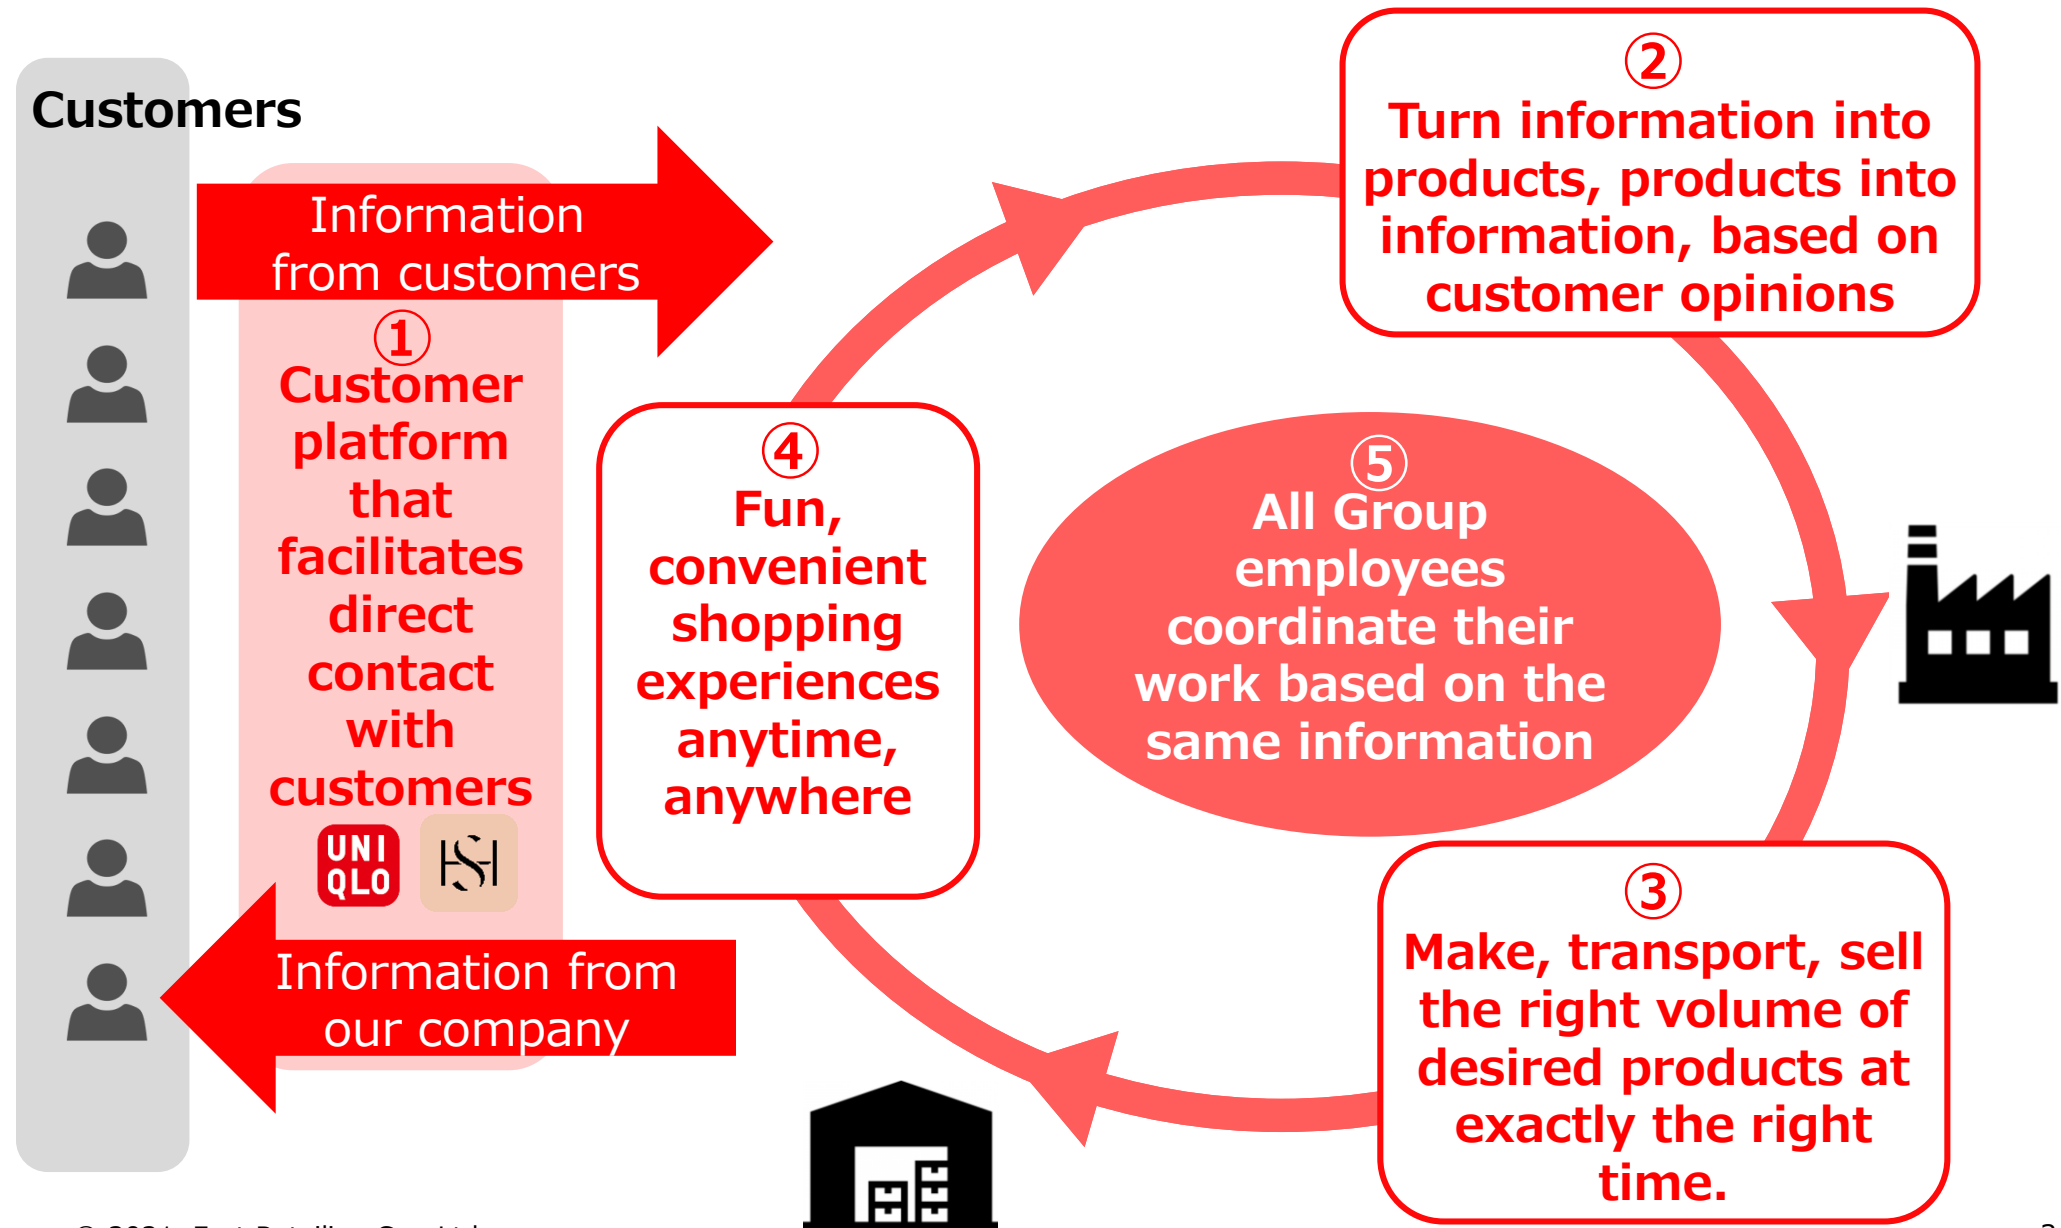 Customers
Information
from customers
①
Customer
platform
that
facilitates
direct
contact
with
customers
UNI
QLO
Information from
our company
②
Turn information into
products, products into
information, based on
customer opinions
④
Fun,
convenient
shopping
experiences
anytime,
anywhere
⑤
All Group
employees
coordinate their
work based on the
same information
③
Make, transport, sell
the right volume of
desired products at
exactly the right
time.